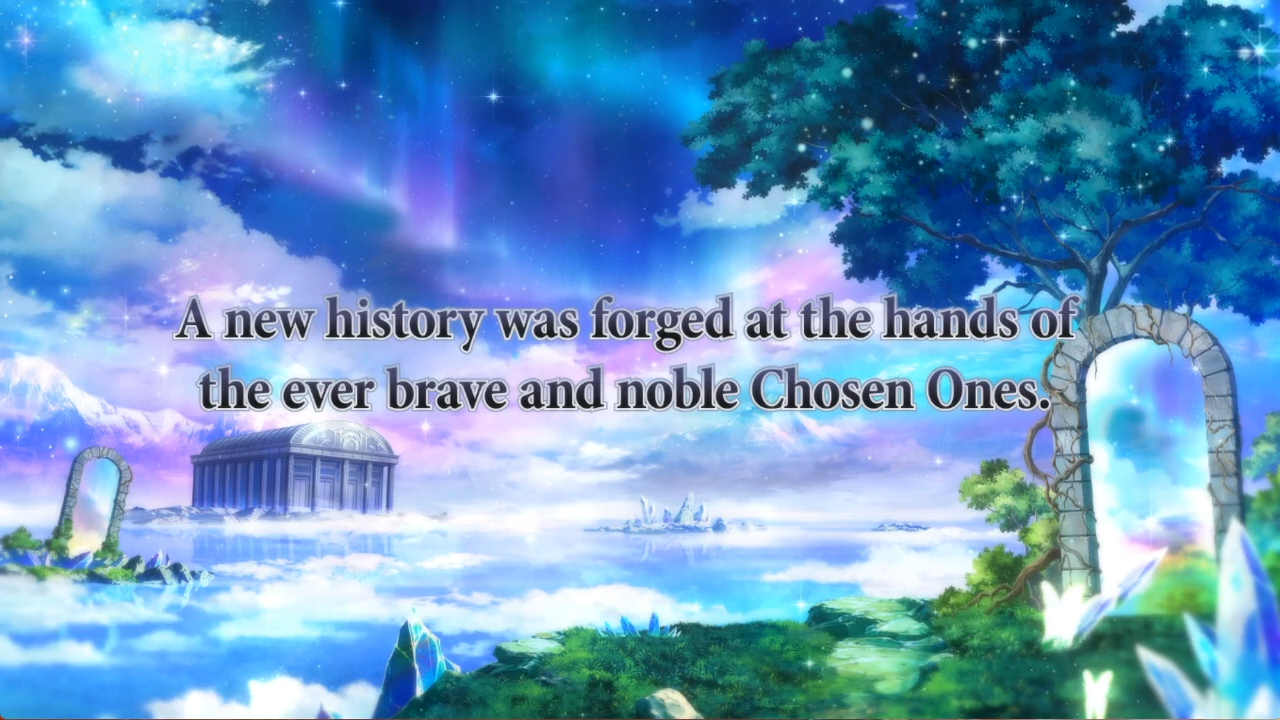 A new history was forged at the hands of
the ever brave and noble Chosen Ones.